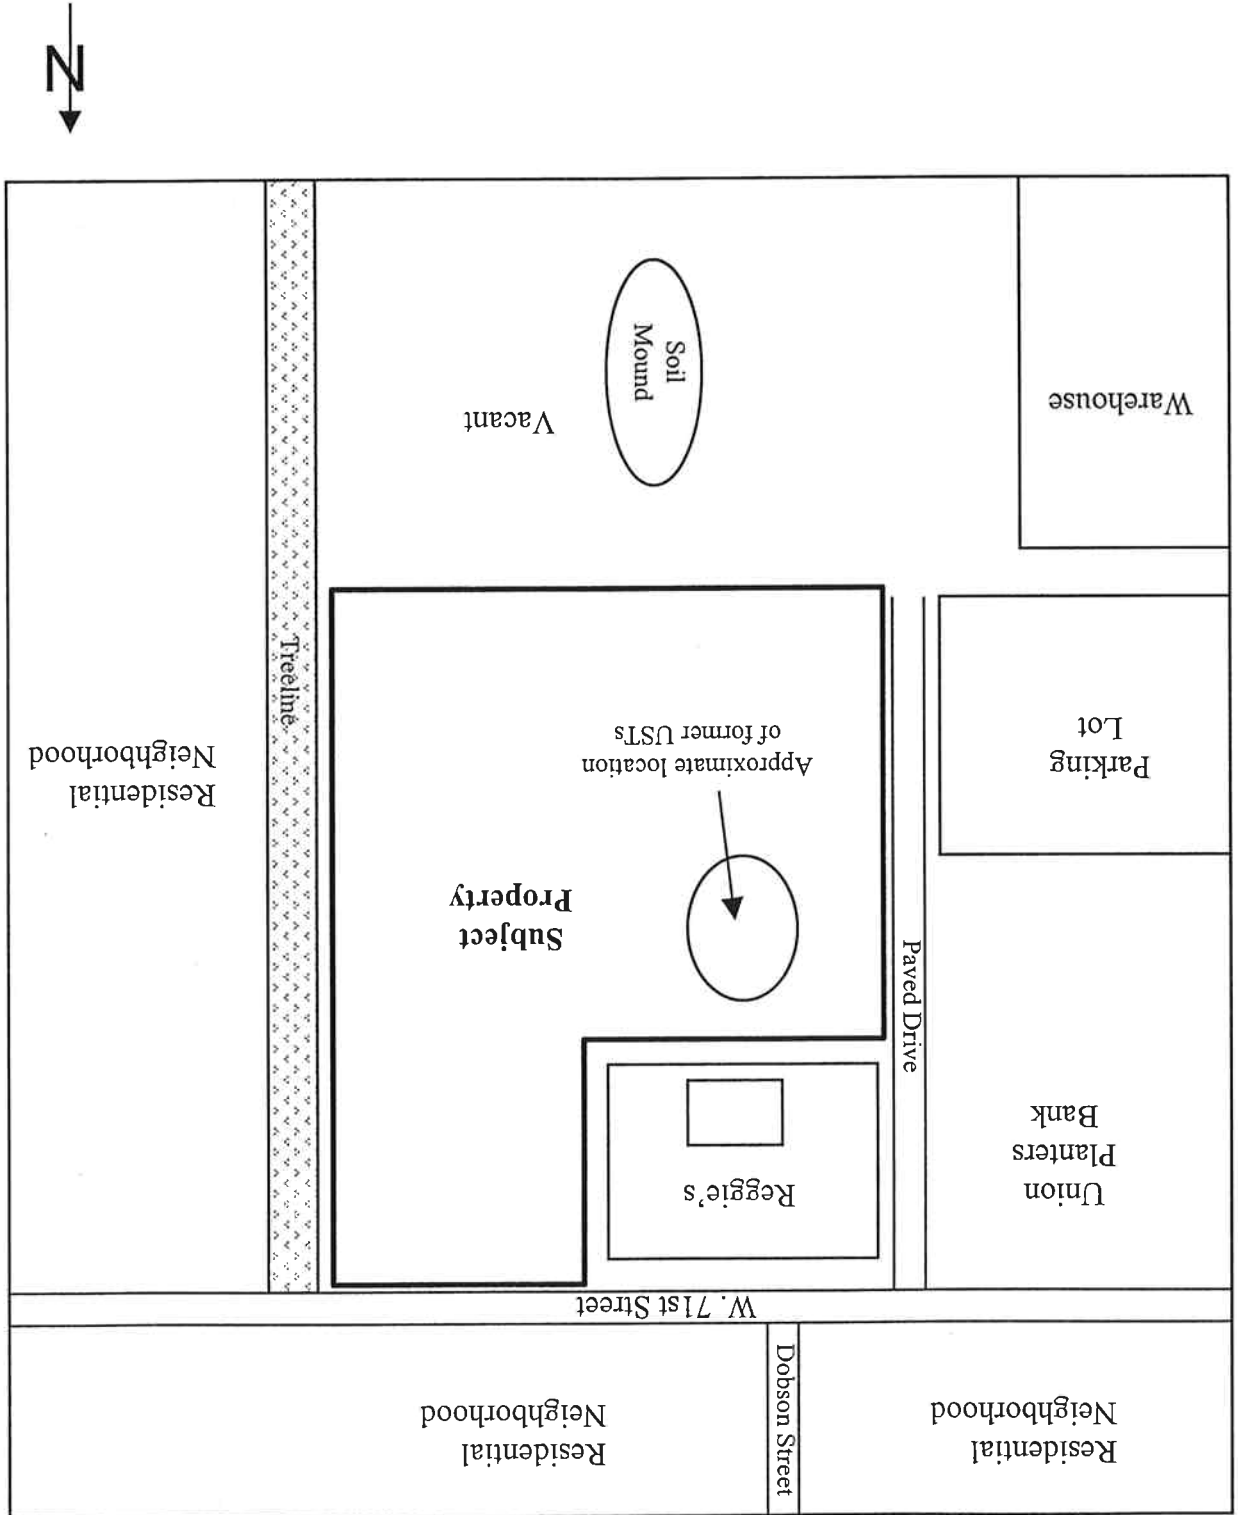 Residential
Neighborhood
Dobson Street
Residential
Neighborhood
W. 71st Street
Union
Planters
Bank
Reggie's
Paved Drive
Subject
Property
Approximate location
of former USTs
Parking
Lot
Residential
Neighborhood
Treeline
Warehouse
Vacant
Soil
Mound
N